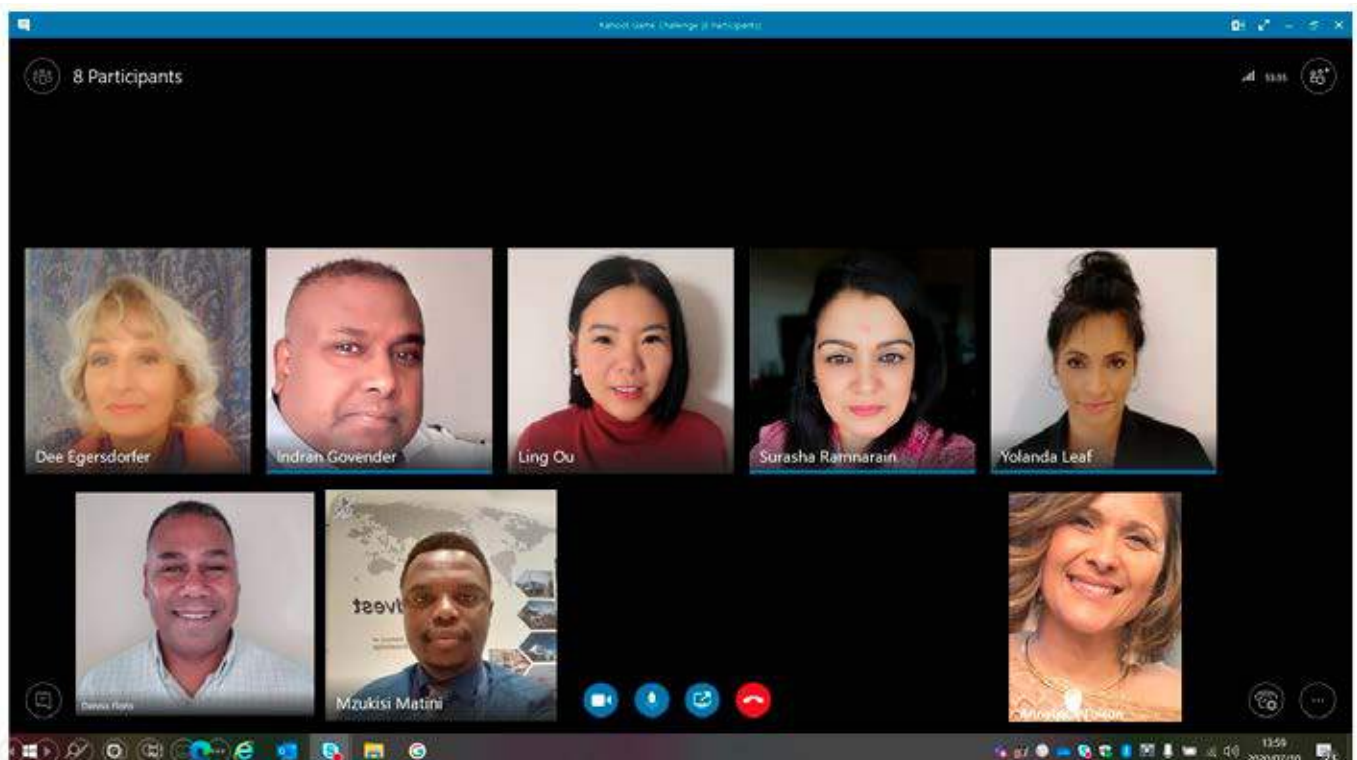 Kahoot Game Challenge (8 Participants)
8 Participants
Dee Egersdorfer
Indran Govender
Ling Ou
Surasha Ramnarain
Yolanda Leaf
Mzukisi Matini
13:59